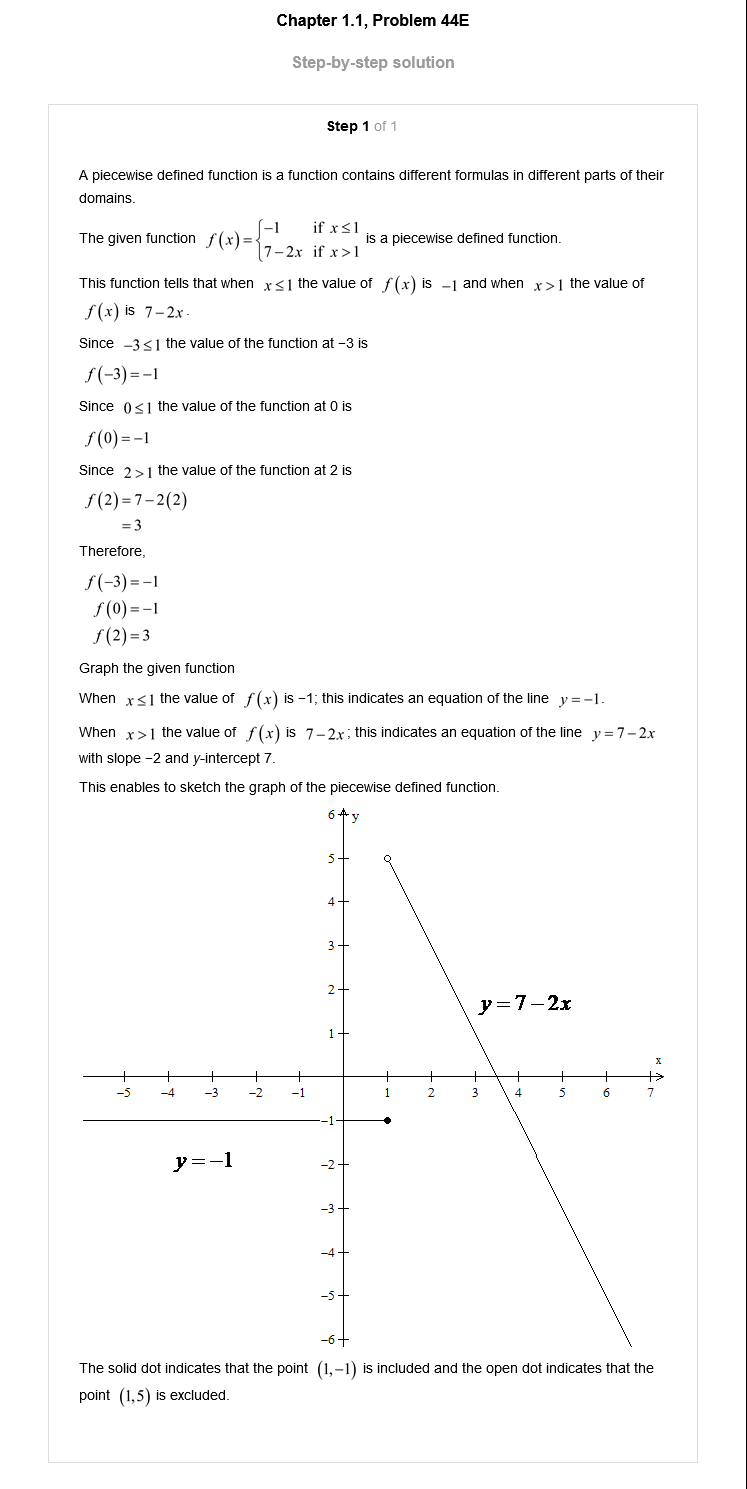 Chapter 1.1, Problem 44E
Step-by-step solution
Step 1 of 1
A piecewise defined function is a function contains different formulas in different parts of their
domains.
The given function f(x)={−1 if x≤1
7−2x if x>1 is a piecewise defined function.
This function tells that when x≤1 the value of f(x) is −1 and when x>1 the value of
f(x) is 7−2x.
Since −3≤1 the value of the function at −3 is
f(−3)=−1
Since 0≤1 the value of the function at 0 is
f(0)=−1
Since 2>1 the value of the function at 2 is
f(2)=7−2(2)
=3
Therefore,
f(−3)=−1
f(0)=−1
f(2)=3
Graph the given function
When x≤1 the value of f(x) is −1; this indicates an equation of the line y=−1.
When x>1 the value of f(x) is 7−2x; this indicates an equation of the line y=7−2x
with slope −2 and y-intercept 7.
This enables to sketch the graph of the piecewise defined function.
6 y
5
4
3
2
y=7−2x
1
x
−5 −4 −3 −2 −1 1 2 3 4 5 6 7
−1
y=−1
−2
−3
−4
−5
−6
The solid dot indicates that the point (1,−1) is included and the open dot indicates that the
point (1,5) is excluded.